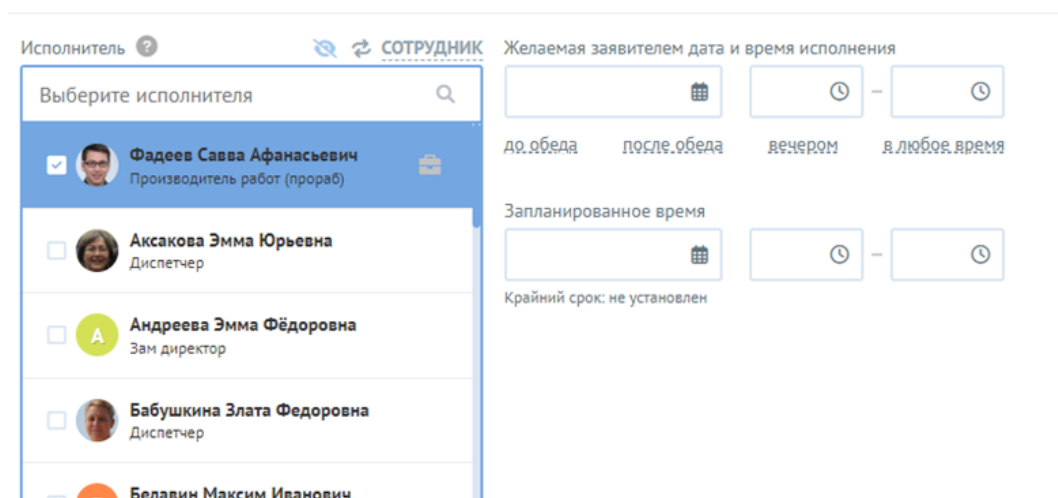 Исполнитель ? СОТРУДНИК
Выберите исполнителя
Фадеев Савва Афанасьевич
Производитель работ (прораб)
Аксакова Эмма Юрьевна
Диспетчер
А
Андреева Эмма Фёдоровна
Зам директор
Бабушкина Злата Федоровна
Диспетчер
Белавин Максим Иванович
Желаемая заявителем дата и время исполнения
–
до обеда после обеда вечером в любое время
Запланированное время
–
Крайний срок: не установлен